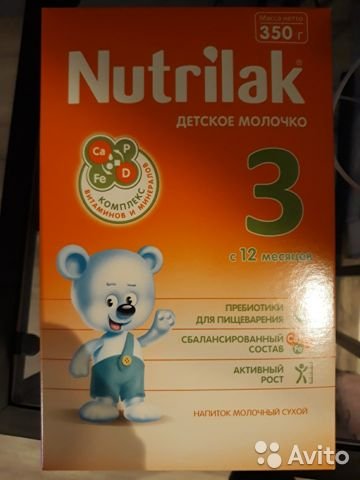 Масса нетто
350 г
Nutrilak®
ДЕТСКОЕ МОЛОЧКО
Ca P
Fe D
КОМПЛЕКС
ВИТАМИНОВ И МИНЕРАЛОВ
3
с 12 месяцев
ПРЕБИОТИКИ
ДЛЯ ПИЩЕВАРЕНИЯ
СБАЛАНСИРОВАННЫЙ
СОСТАВ
АКТИВНЫЙ
РОСТ
НАПИТОК МОЛОЧНЫЙ СУХОЙ
Avito